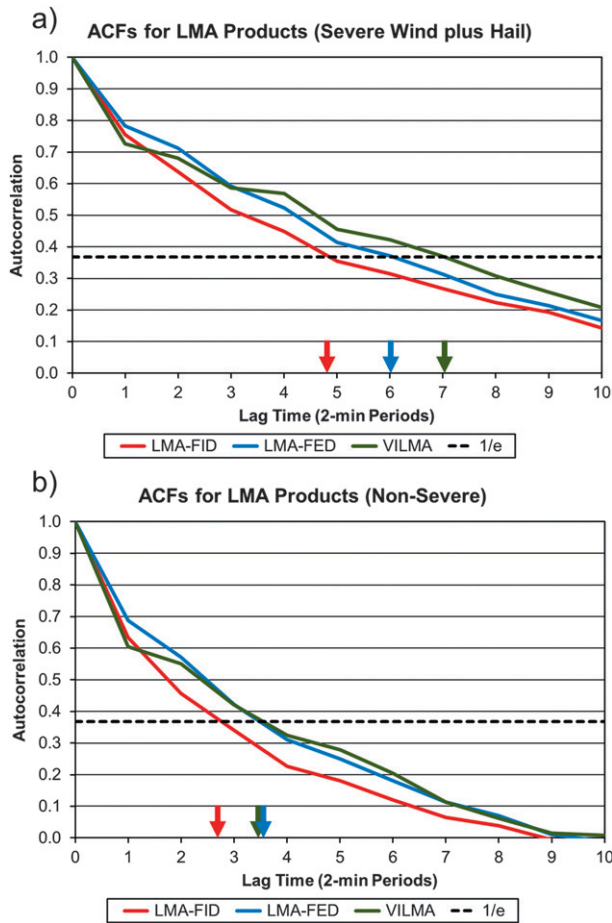 a)
ACFs for LMA Products (Severe Wind plus Hail)
1.0
0.9
0.8
0.7
0.6
0.5
0.4
0.3
0.2
0.1
0.0
Autocorrelation
0 1 2 3 4 5 6 7 8 9 10
Lag Time (2-min Periods)
LMA-FID LMA-FED VILMA 1/e
b)
ACFs for LMA Products (Non-Severe)
1.0
0.9
0.8
0.7
0.6
0.5
0.4
0.3
0.2
0.1
0.0
Autocorrelation
0 1 2 3 4 5 6 7 8 9 10
Lag Time (2-min Periods)
LMA-FID LMA-FED VILMA 1/e